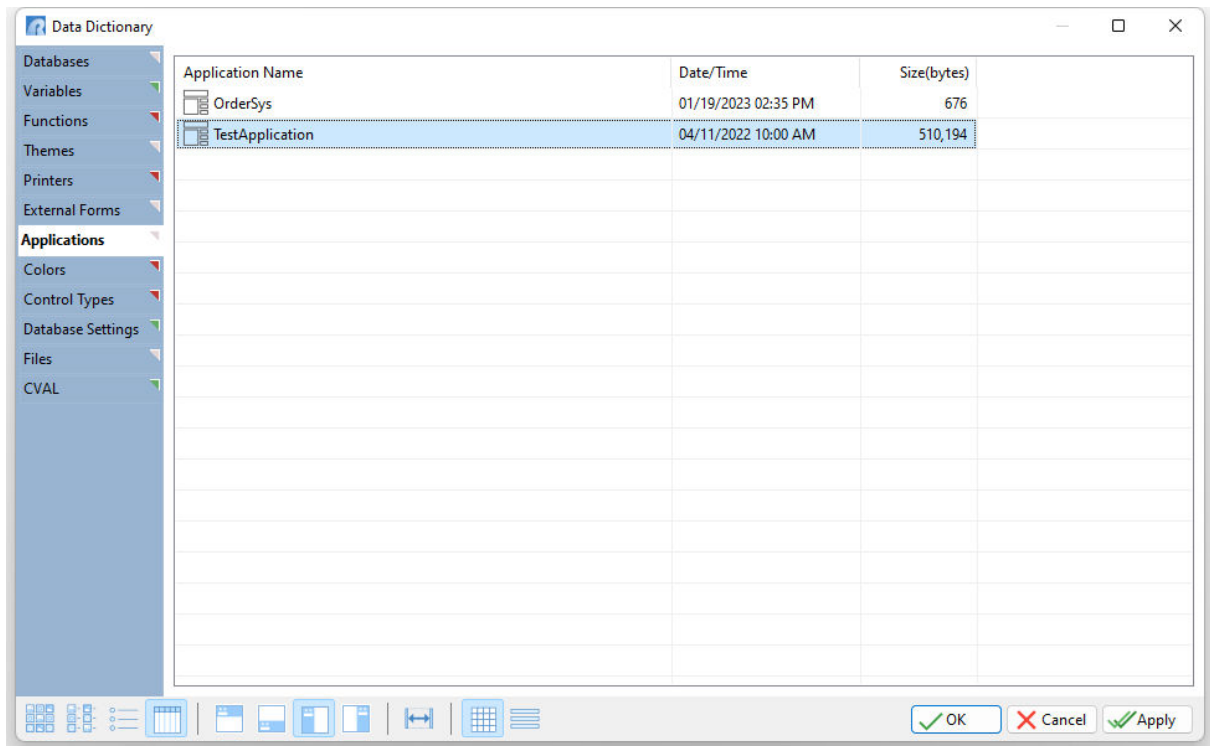 Data Dictionary
Databases
Variables
Functions
Themes
Printers
External Forms
Applications
Colors
Control Types
Database Settings
Files
CVAL
Application Name Date/Time Size(bytes)
OrderSys 01/19/2023 02:35 PM 676
TestApplication 04/11/2022 10:00 AM 510,194
OK Cancel Apply